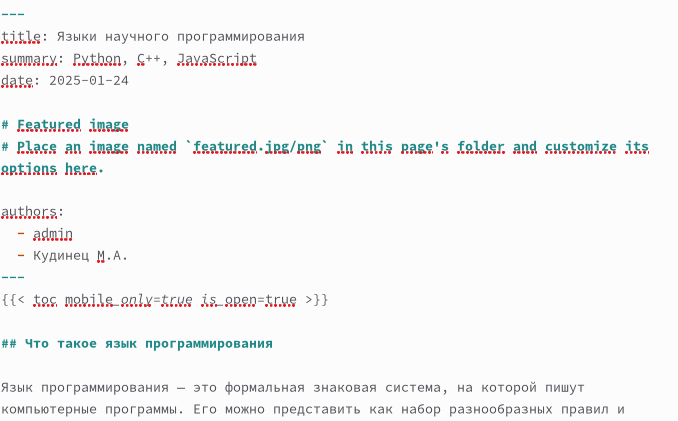 ---
title: Языки научного программирования
summary: Python, C++, JavaScript
date: 2025-01-24
# Featured image
# Place an image named `featured.jpg/png` in this page's folder and customize its
options here.
authors:
- admin
- Кудинец М.А.
---
{{< toc mobile_only=true is_open=true >}}
## Что такое язык программирования
Язык программирования — это формальная знаковая система, на которой пишут
компьютерные программы. Его можно представить как набор разнообразных правил и